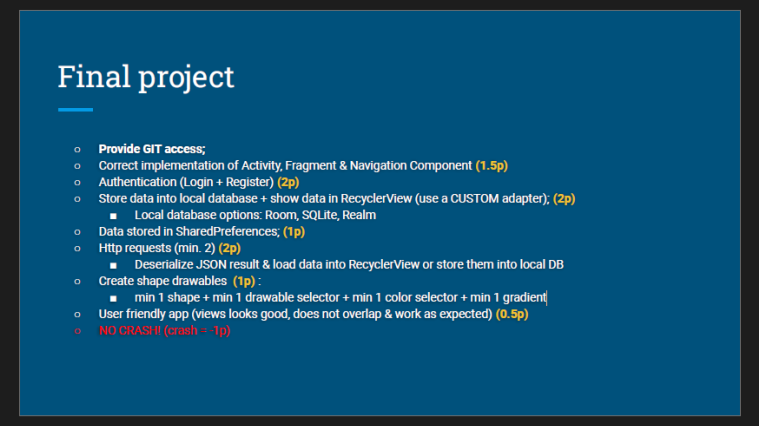 Final project
Provide GIT access;
Correct implementation of Activity, Fragment & Navigation Component (1.5p)
Authentication (Login + Register) (2p)
Store data into local database + show data in RecyclerView (use a CUSTOM adapter); (2p)
Local database options: Room, SQLite, Realm
Data stored in SharedPreferences; (1p)
Http requests (min. 2) (2p)
Deserialize JSON result & load data into RecyclerView or store them into local DB
Create shape drawables (1p) :
min 1 shape + min 1 drawable selector + min 1 color selector + min 1 gradient
User friendly app (views looks good, does not overlap & work as expected) (0.5p)
NO CRASH! (crash = -1p)